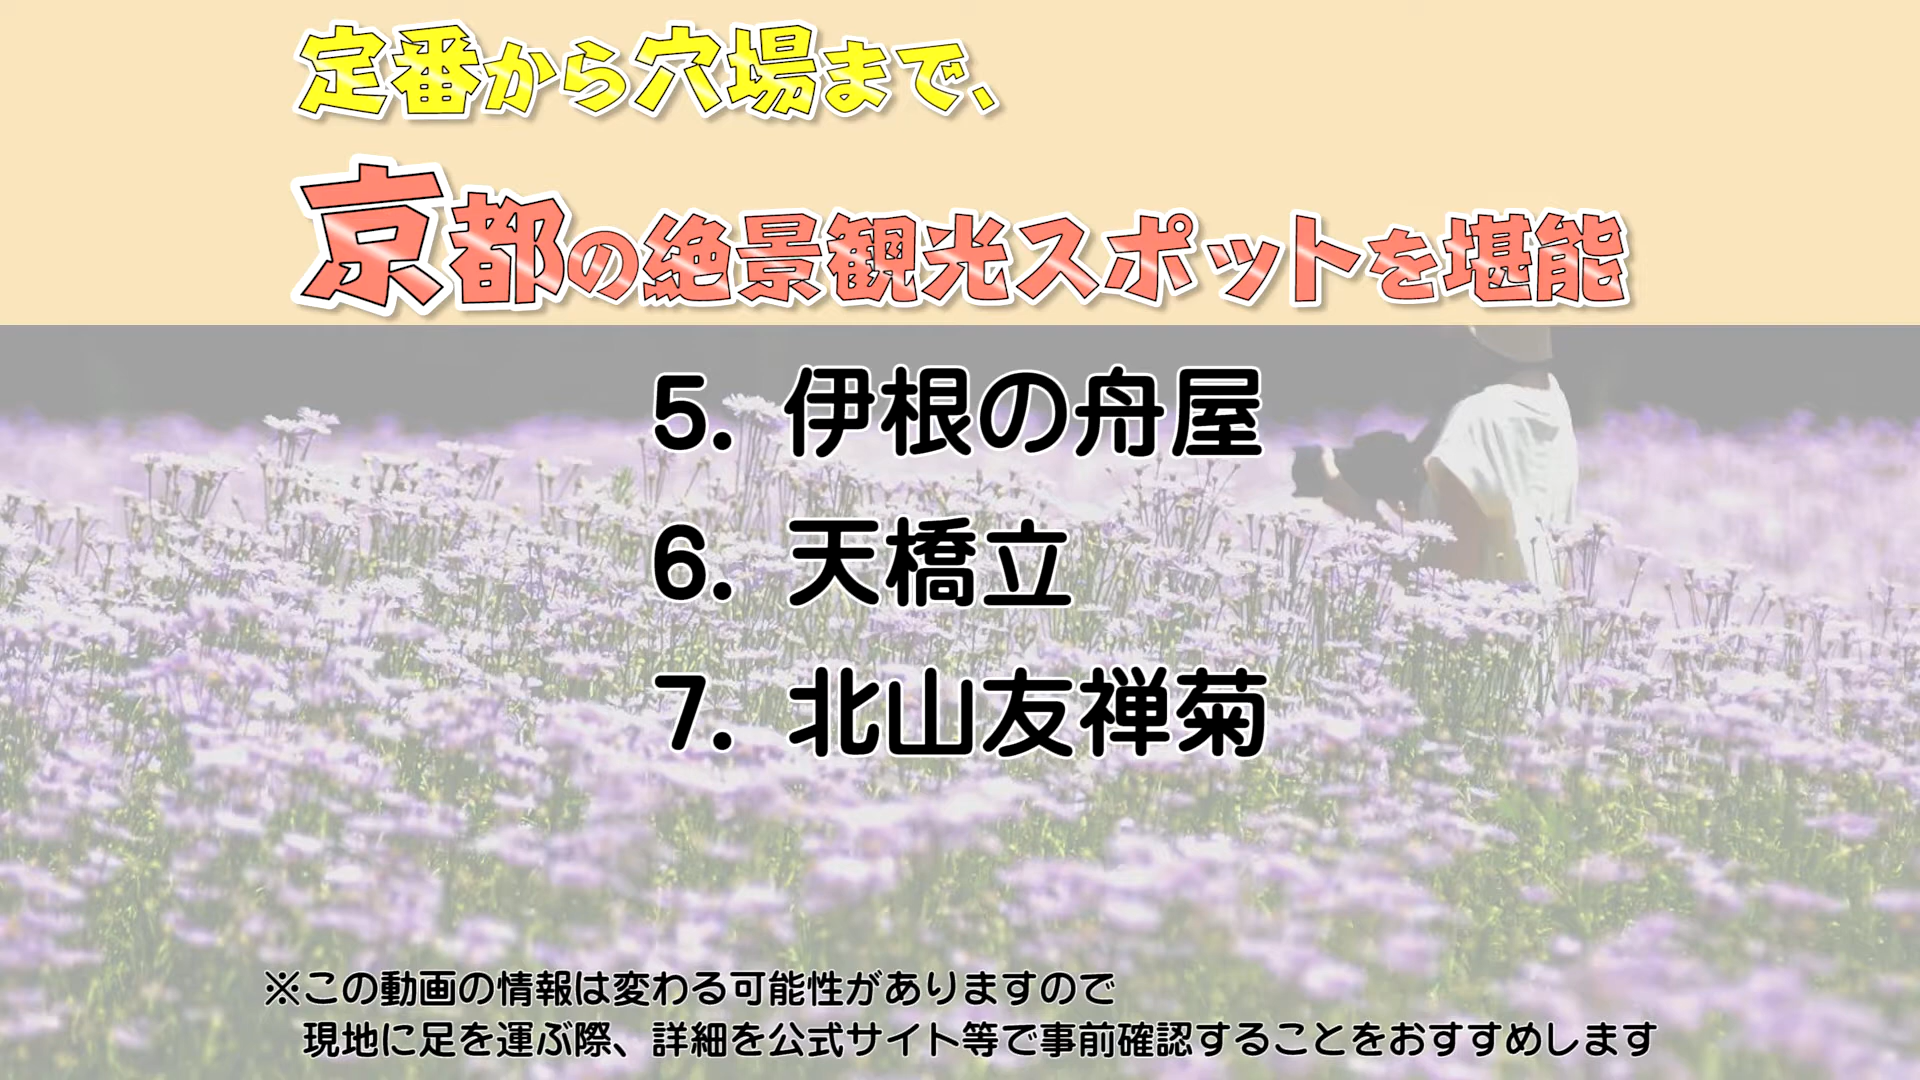 定番から穴場まで、
京都の絶景観光スポットを堪能
5. 伊根の舟屋
6. 天橋立
7. 北山友禅菊
※この動画の情報は変わる可能性がありますので
現地に足を運ぶ際、詳細を公式サイト等で事前確認することをおすすめします